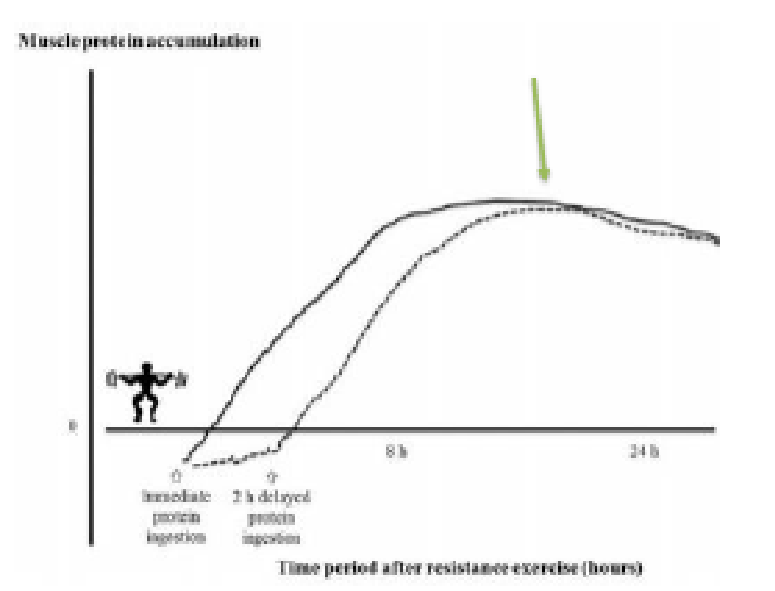 Muscle protein accumulation
0
8 h
24 h
Immediate
protein
ingestion
2 h delayed
protein
ingestion
Time period after resistance exercise (hours)